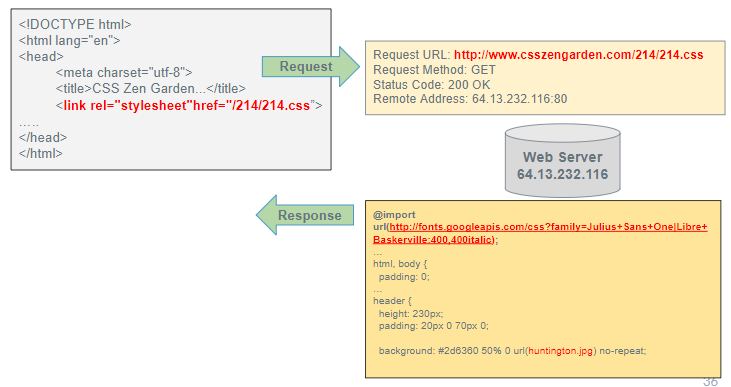 <!DOCTYPE html>
<html lang="en">
<head>
<meta charset="utf-8">
<title>CSS Zen Garden...</title>
<link rel="stylesheet"href="/214/214.css">
…..
</head>
</html>
Request
Request URL: http://www.csszengarden.com/214/214.css
Request Method: GET
Status Code: 200 OK
Remote Address: 64.13.232.116:80
Web Server
64.13.232.116
Response
@import
url(http://fonts.googleapis.com/css?family=Julius+Sans+One|Libre+
Baskerville:400,400italic);
…
html, body {
padding: 0;
…
header {
height: 230px;
padding: 20px 0 70px 0;
background: #2d6360 50% 0 url(huntington.jpg) no-repeat;
36